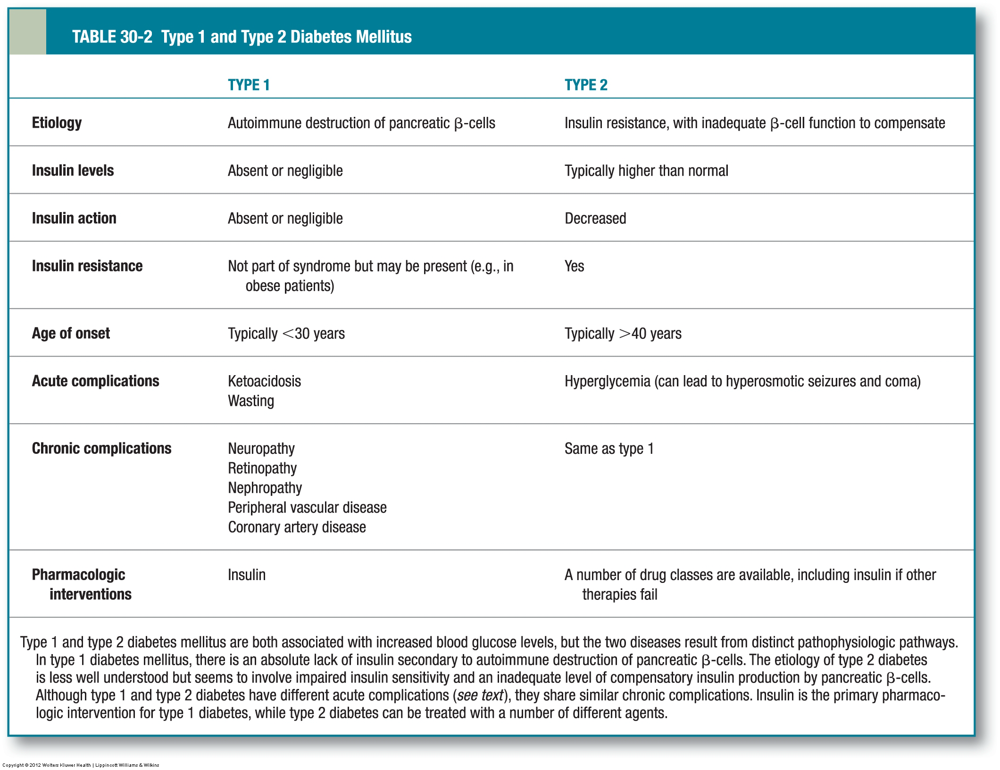 TABLE 30-2 Type 1 and Type 2 Diabetes Mellitus
TYPE 1 TYPE 2
Etiology Autoimmune destruction of pancreatic β-cells Insulin resistance, with inadequate β-cell function to compensate
Insulin levels Absent or negligible Typically higher than normal
Insulin action Absent or negligible Decreased
Insulin resistance Not part of syndrome but may be present (e.g., in Yes
obese patients)
Age of onset Typically <30 years Typically >40 years
Acute complications Ketoacidosis Hyperglycemia (can lead to hyperosmotic seizures and coma)
Wasting
Chronic complications Neuropathy Same as type 1
Retinopathy
Nephropathy
Peripheral vascular disease
Coronary artery disease
Pharmacologic Insulin A number of drug classes are available, including insulin if other
interventions therapies fail
Type 1 and type 2 diabetes mellitus are both associated with increased blood glucose levels, but the two diseases result from distinct pathophysiologic pathways.
In type 1 diabetes mellitus, there is an absolute lack of insulin secondary to autoimmune destruction of pancreatic β-cells. The etiology of type 2 diabetes
is less well understood but seems to involve impaired insulin sensitivity and an inadequate level of compensatory insulin production by pancreatic β-cells.
Although type 1 and type 2 diabetes have different acute complications (see text), they share similar chronic complications. Insulin is the primary pharmaco-
logic intervention for type 1 diabetes, while type 2 diabetes can be treated with a number of different agents.
Copyright © 2012 Wolters Kluwer Health | Lippincott Williams & Wilkins